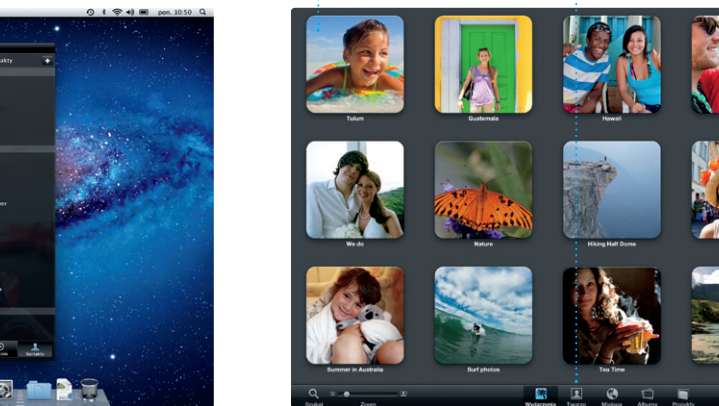 pon. 10:50
Kontakty
Tulum
Guatemala
Hawaii
We do
Nature
Hiking Half Dome
Summer in Australia
Surf photos
Tea Time
Szukaj
Zoom
Wydarzenia
Twarze
Miejsca
Albumy
Projekty